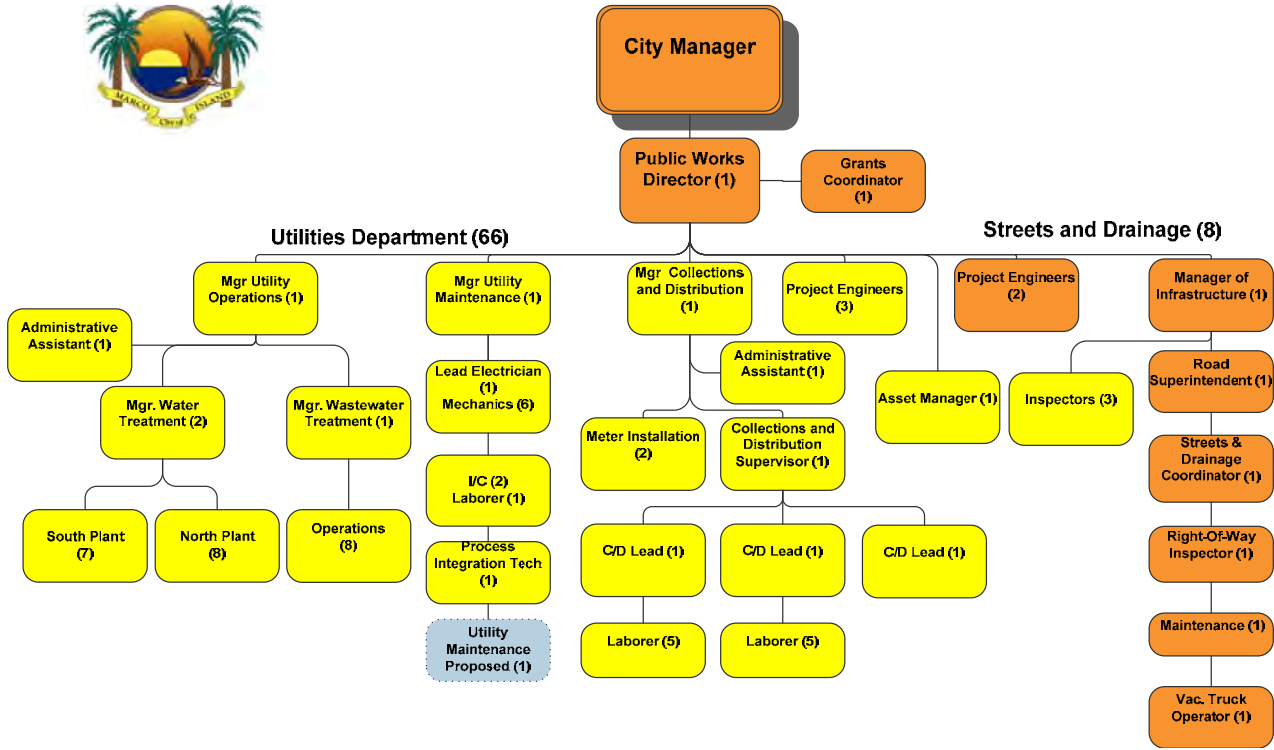 MARCO
City of
ISLAND
City Manager
Public Works
Director (1)
Grants
Coordinator
(1)
Utilities Department (66)
Streets and Drainage (8)
Mgr Utility
Operations (1)
Mgr Utility
Maintenance (1)
Mgr Collections
and Distribution
(1)
Project Engineers
(3)
Project Engineers
(2)
Manager of
Infrastructure (1)
Administrative
Assistant (1)
Lead Electrician
(1)
Mechanics (6)
Administrative
Assistant (1)
Asset Manager (1)
Inspectors (3)
Road
Superintendent (1)
Mgr. Water
Treatment (2)
Mgr. Wastewater
Treatment (1)
Meter Installation
(2)
Collections and
Distribution
Supervisor (1)
Streets &
Drainage
Coordinator (1)
I/C (2)
Laborer (1)
South Plant
(7)
North Plant
(8)
Operations
(8)
Process
Integration Tech
(1)
C/D Lead (1)
C/D Lead (1)
C/D Lead (1)
Right-Of-Way
Inspector (1)
Utility
Maintenance
Proposed (1)
Laborer (5)
Laborer (5)
Maintenance (1)
Vac. Truck
Operator (1)